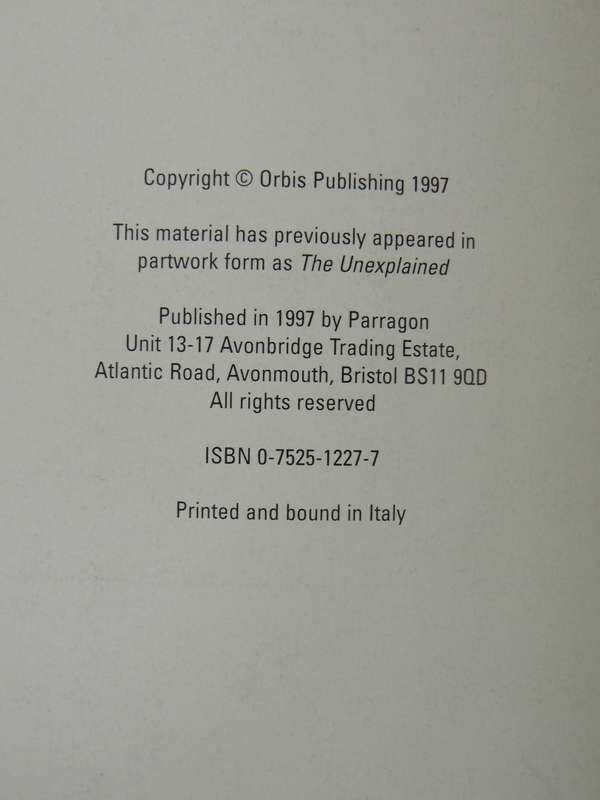 Copyright © Orbis Publishing 1997
This material has previously appeared in
partwork form as The Unexplained
Published in 1997 by Parragon
Unit 13-17 Avonbridge Trading Estate,
Atlantic Road, Avonmouth, Bristol BS11 9QD
All rights reserved
ISBN 0-7525-1227-7
Printed and bound in Italy